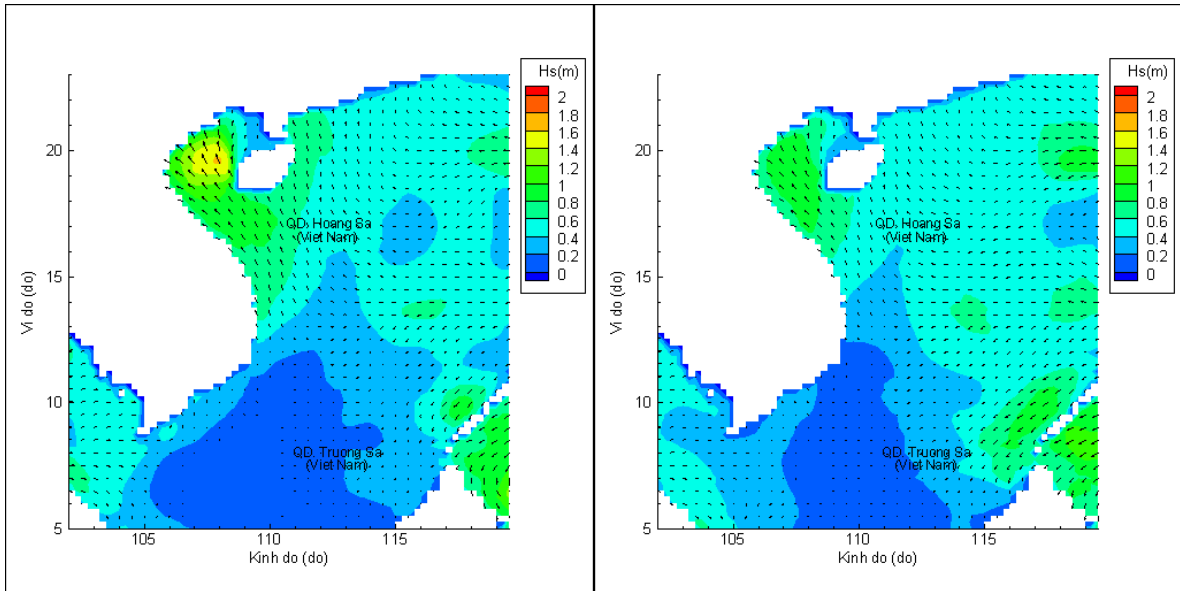 Hs(m)
2
1.8
1.6
1.4
1.2
1
0.8
0.6
0.4
0.2
0
20
15
10
5
Vi do (do)
QD. Hoang Sa
(Viet Nam)
QD. Truong Sa
(Viet Nam)
105
110
115
Kinh do (do)
Hs(m)
2
1.8
1.6
1.4
1.2
1
0.8
0.6
0.4
0.2
0
20
15
10
5
Vi do (do)
QD. Hoang Sa
(Viet Nam)
QD. Truong Sa
(Viet Nam)
105
110
115
Kinh do (do)